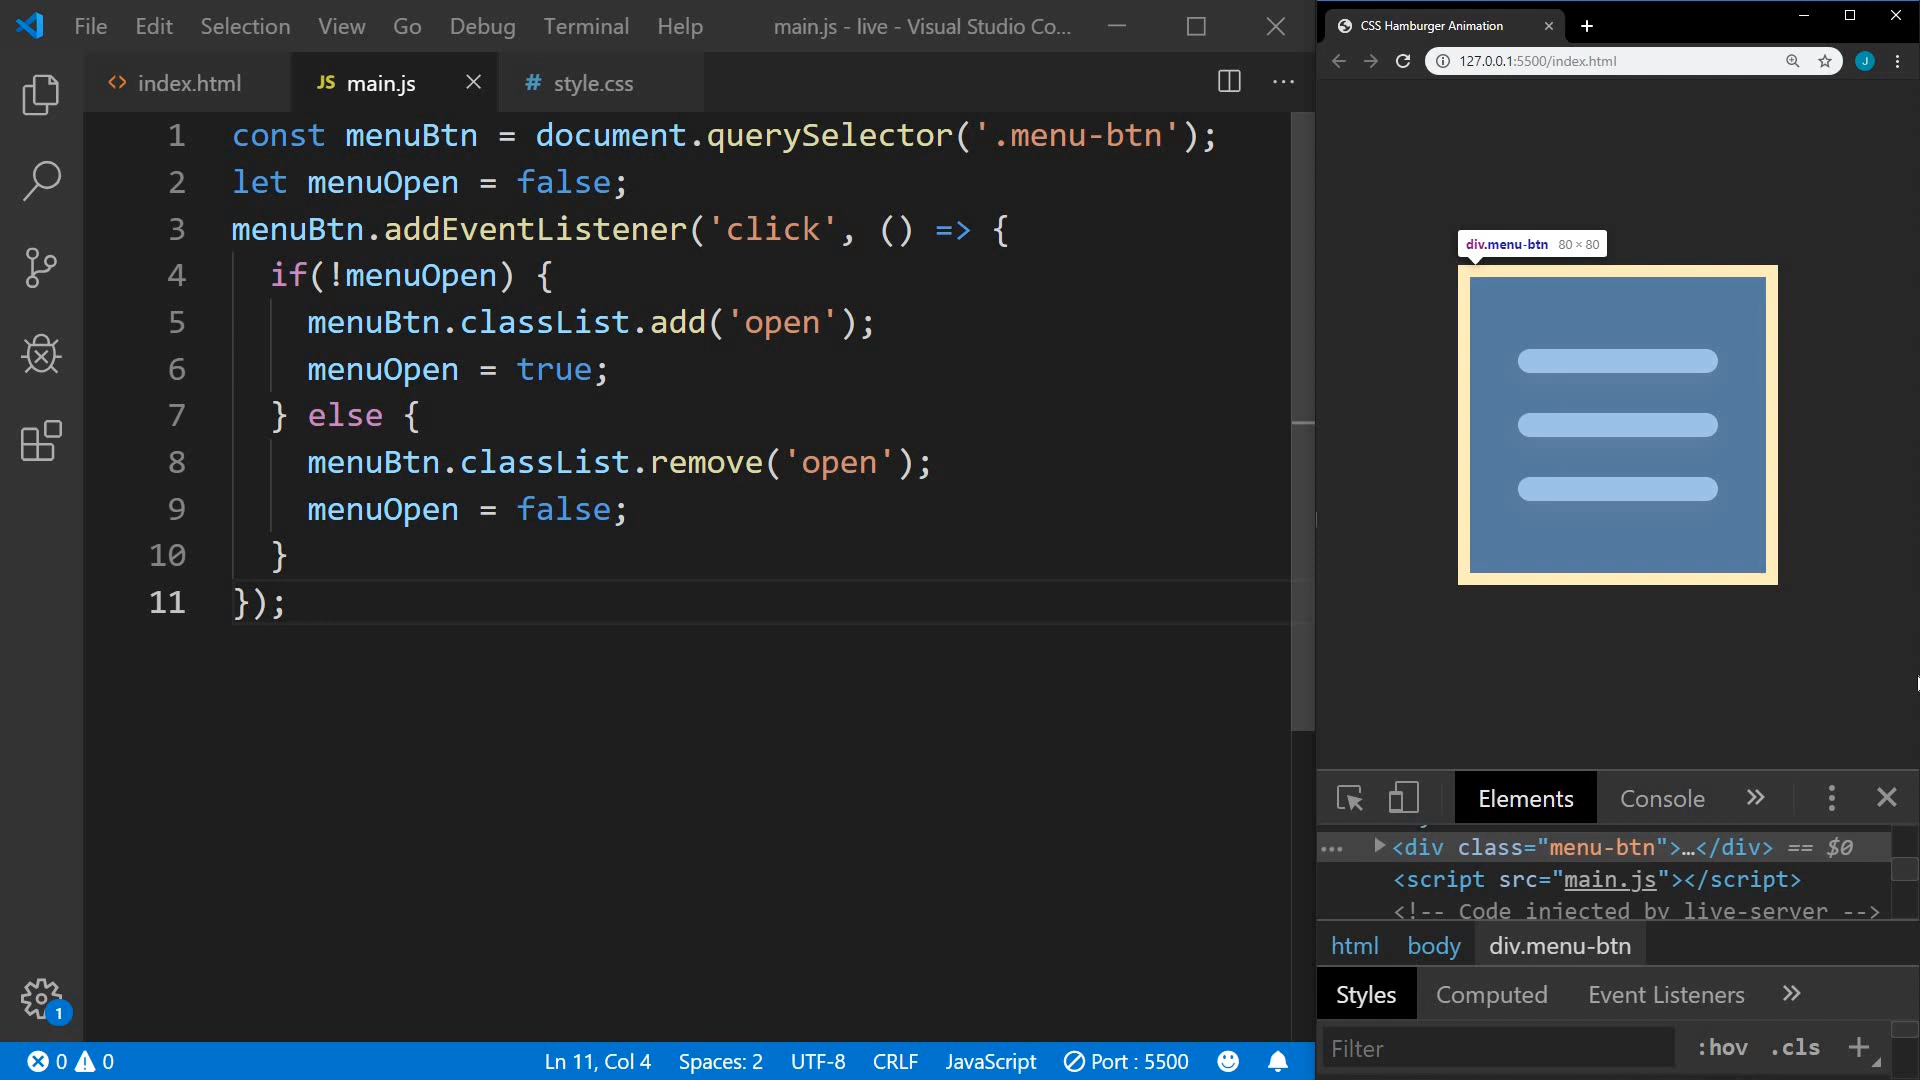 File Edit Selection View Go Debug Terminal Help main.js - live - Visual Studio Co...
index.html JS main.js # style.css
1 const menuBtn = document.querySelector('.menu-btn');
2 let menuOpen = false;
3 menuBtn.addEventListener('click', () => {
4 if(!menuOpen) {
5 menuBtn.classList.add('open');
6 menuOpen = true;
7 } else {
8 menuBtn.classList.remove('open');
9 menuOpen = false;
10 }
11 });
1
0 0 Ln 11, Col 4 Spaces: 2 UTF-8 CRLF JavaScript Port : 5500
CSS Hamburger Animation
127.0.0.1:5500/index.html J
div.menu-btn 80 × 80
Elements Console
<div class="menu-btn">…</div> == $0
<script src="main.js"></script>
<!-- Code injected by live-server -->
html body div.menu-btn
Styles Computed Event Listeners
Filter :hov .cls +